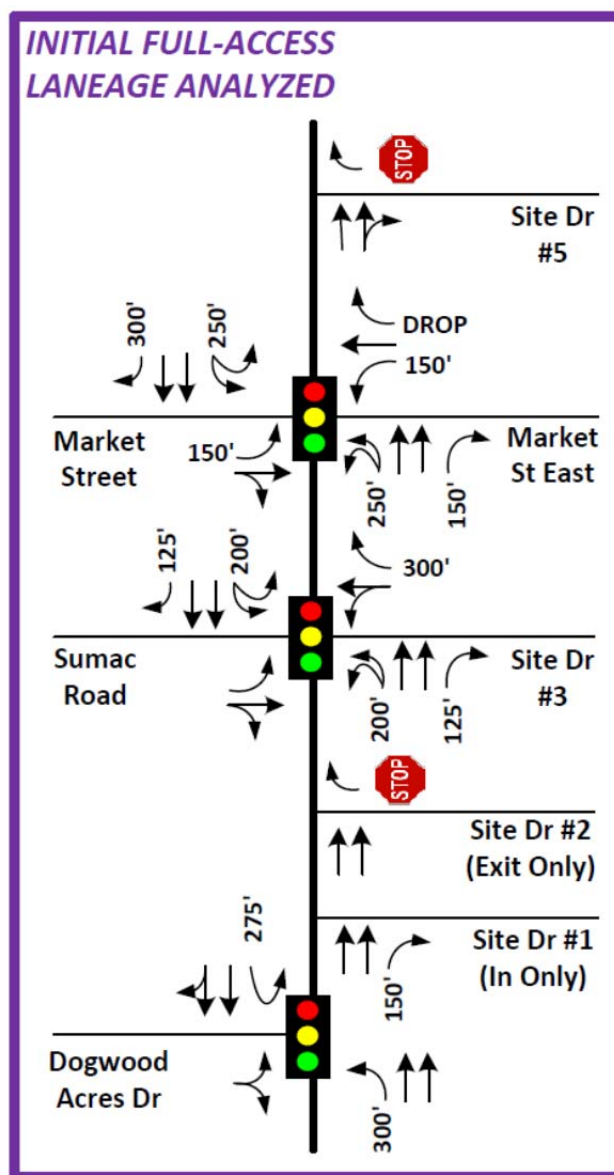 INITIAL FULL-ACCESS
LANEAGE ANALYZED
STOP
Site Dr
#5
300'
250'
DROP
150'
Market
Street
150'
250'
150'
Market
St East
125'
200'
300'
Sumac
Road
200'
125'
Site Dr
#3
STOP
Site Dr #2
(Exit Only)
275'
Site Dr #1
(In Only)
150'
Dogwood
Acres Dr
300'